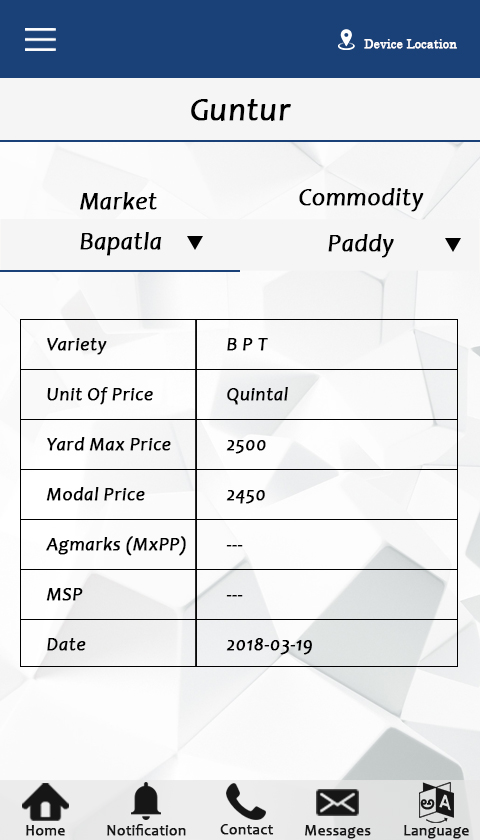 Device Location
Guntur
Market Commodity
Bapatla ▼ Paddy ▼
Variety B P T
Unit Of Price Quintal
Yard Max Price 2500
Modal Price 2450
Agmarks (MxPP) ---
MSP ---
Date 2018-03-19
ఆ A
Home Notification Contact Messages Language